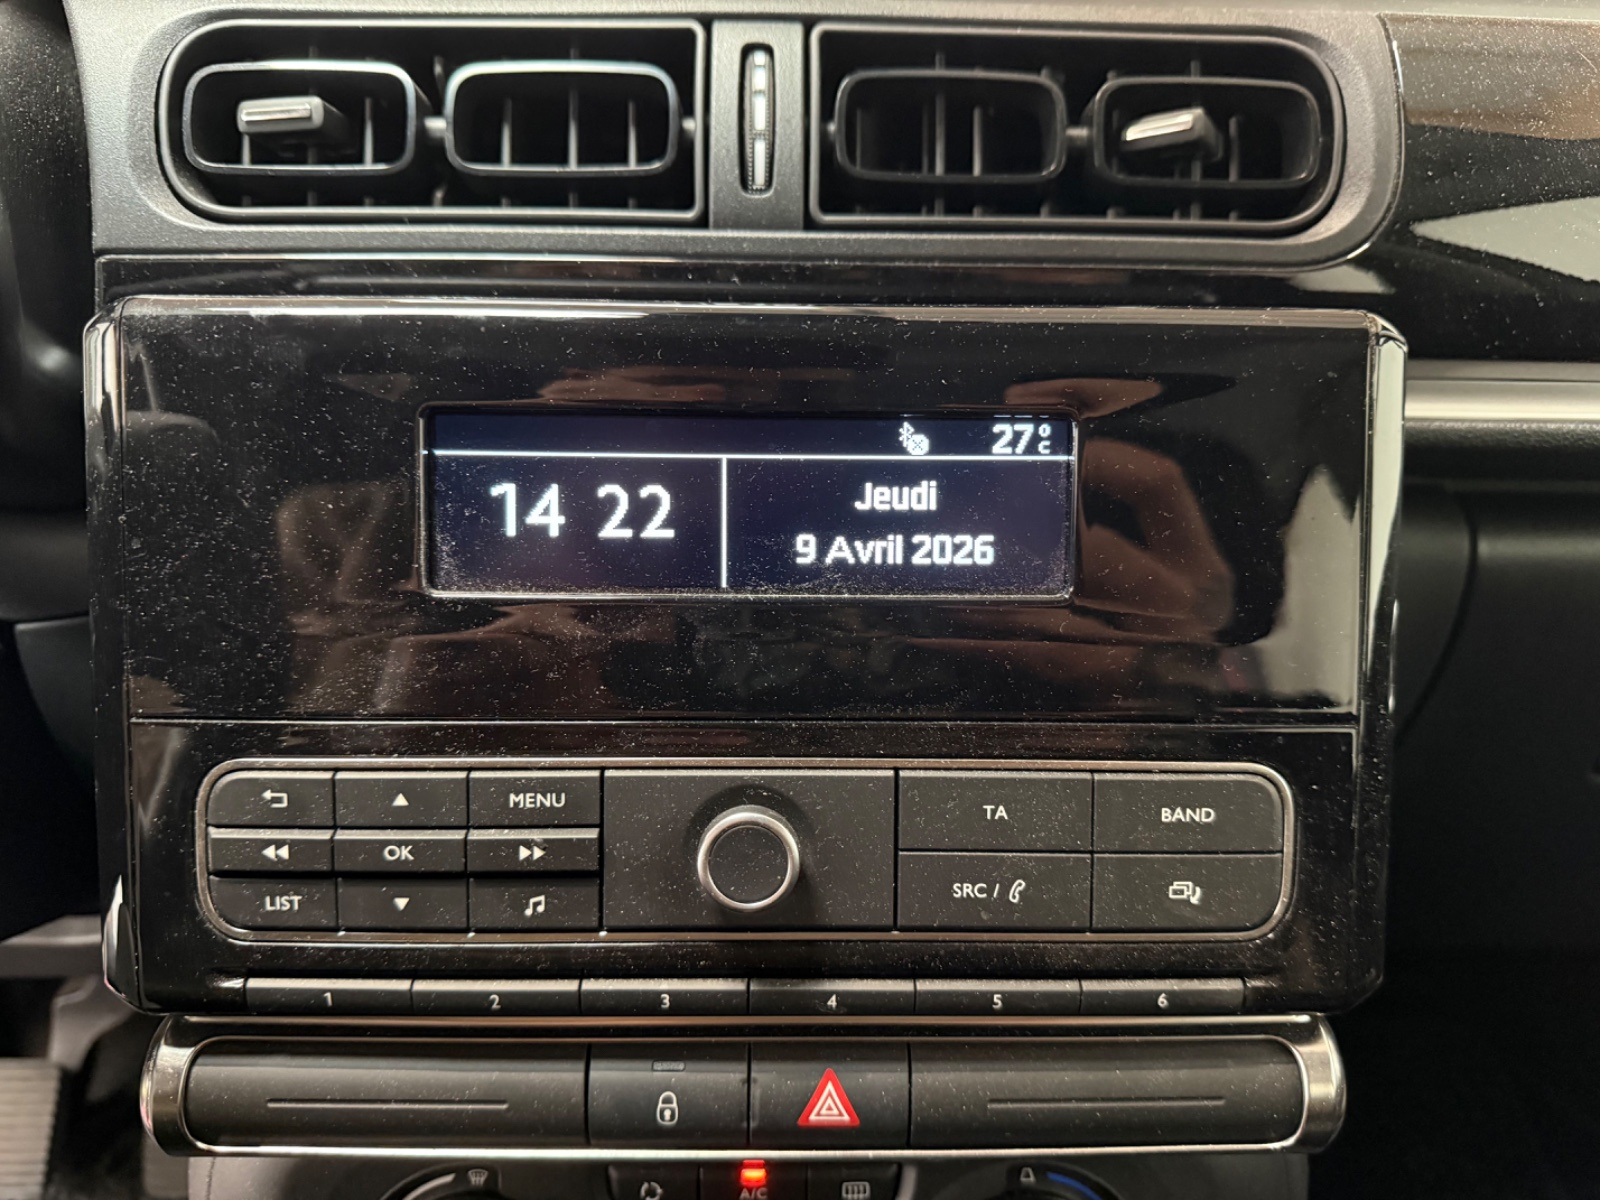 27°C
14 22
Jeudi
9 Avril 2026
MENU
TA
BAND
OK
SRC /
LIST
1 2 3 4 5 6
A/C